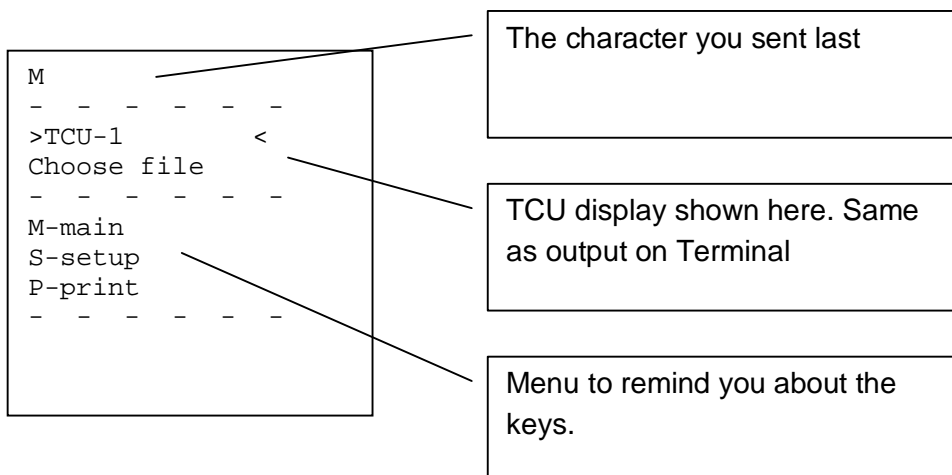 M
- - - - - -
>TCU-1 <
Choose file
- - - - - -
M-main
S-setup
P-print
- - - - - -
The character you sent last
TCU display shown here. Same
as output on Terminal
Menu to remind you about the
keys.